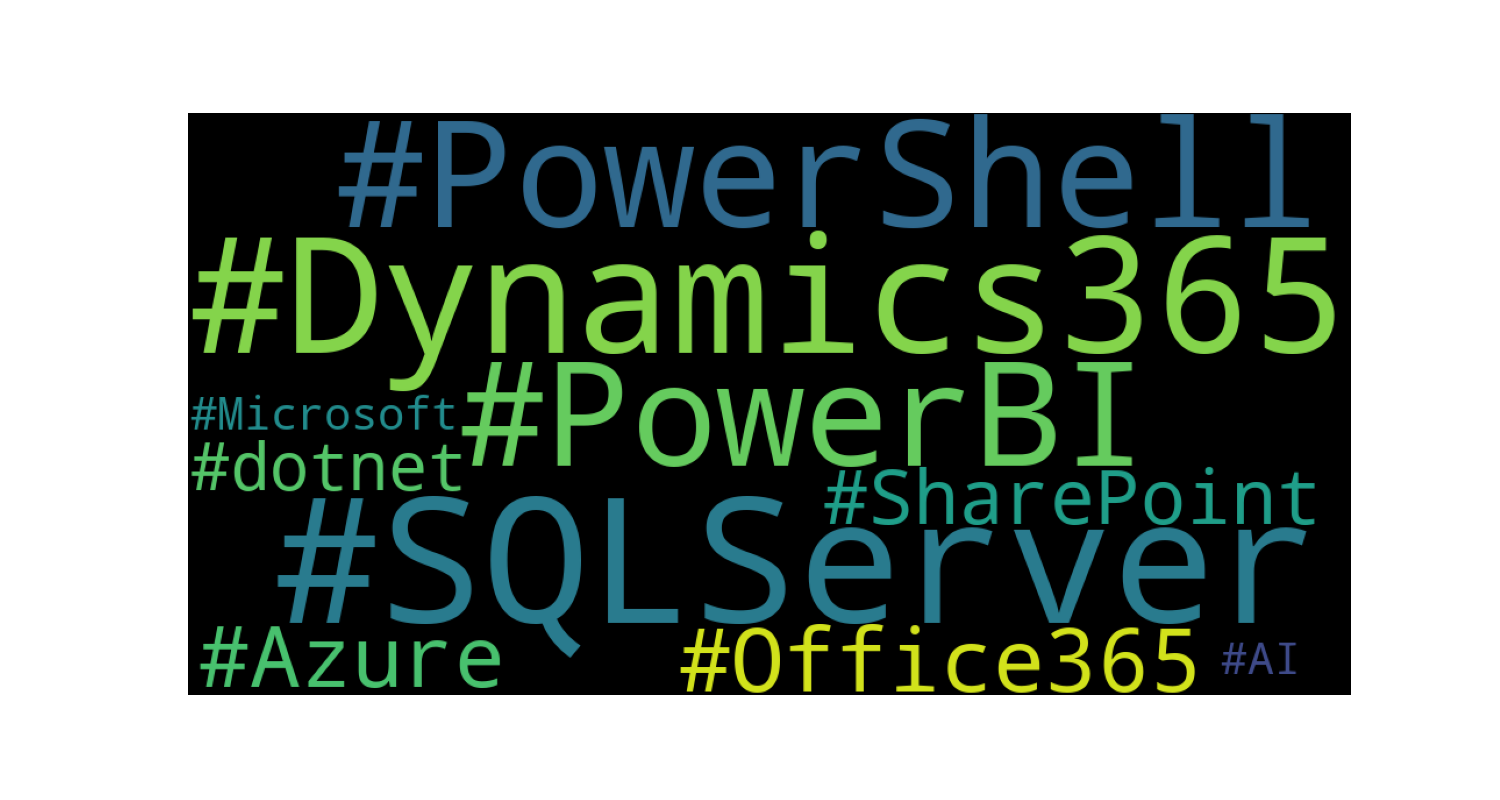 #PowerShell
#Dynamics365
#PowerBI
#Microsoft
#dotnet
#SharePoint
#SQLServer
#Azure
#Office365
#AI